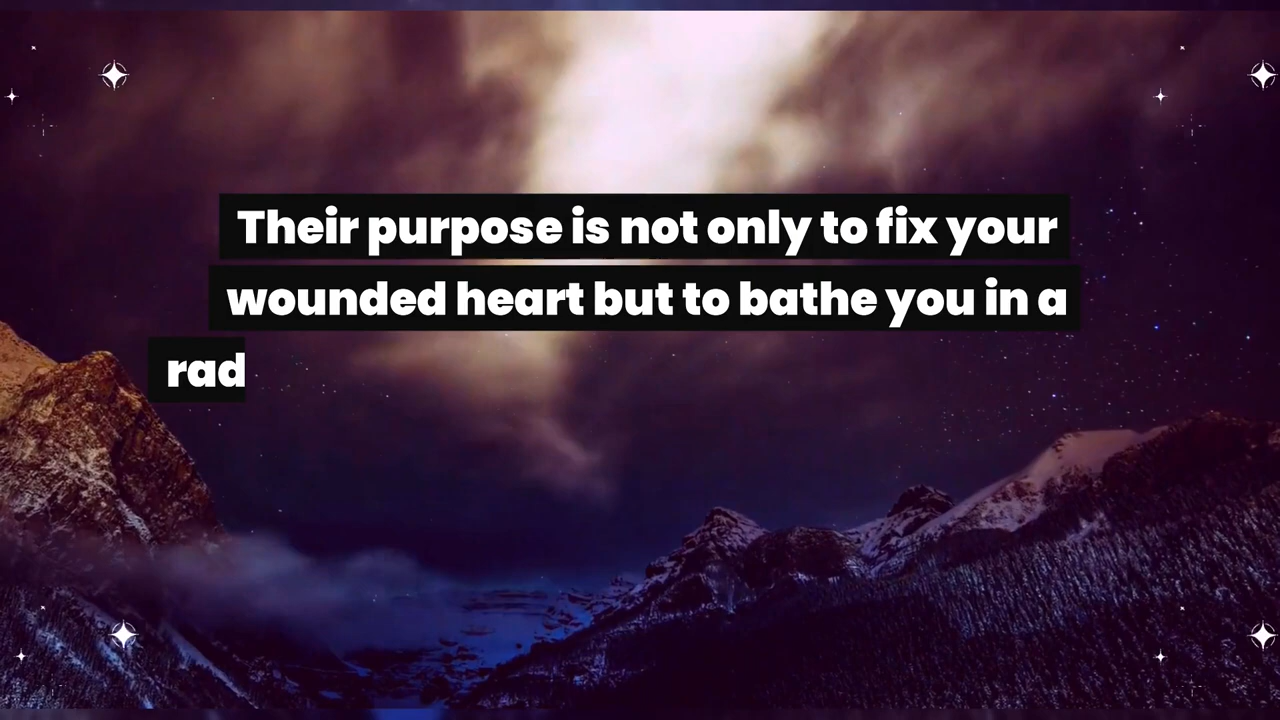 Their purpose is not only to fix your
wounded heart but to bathe you in a
rad